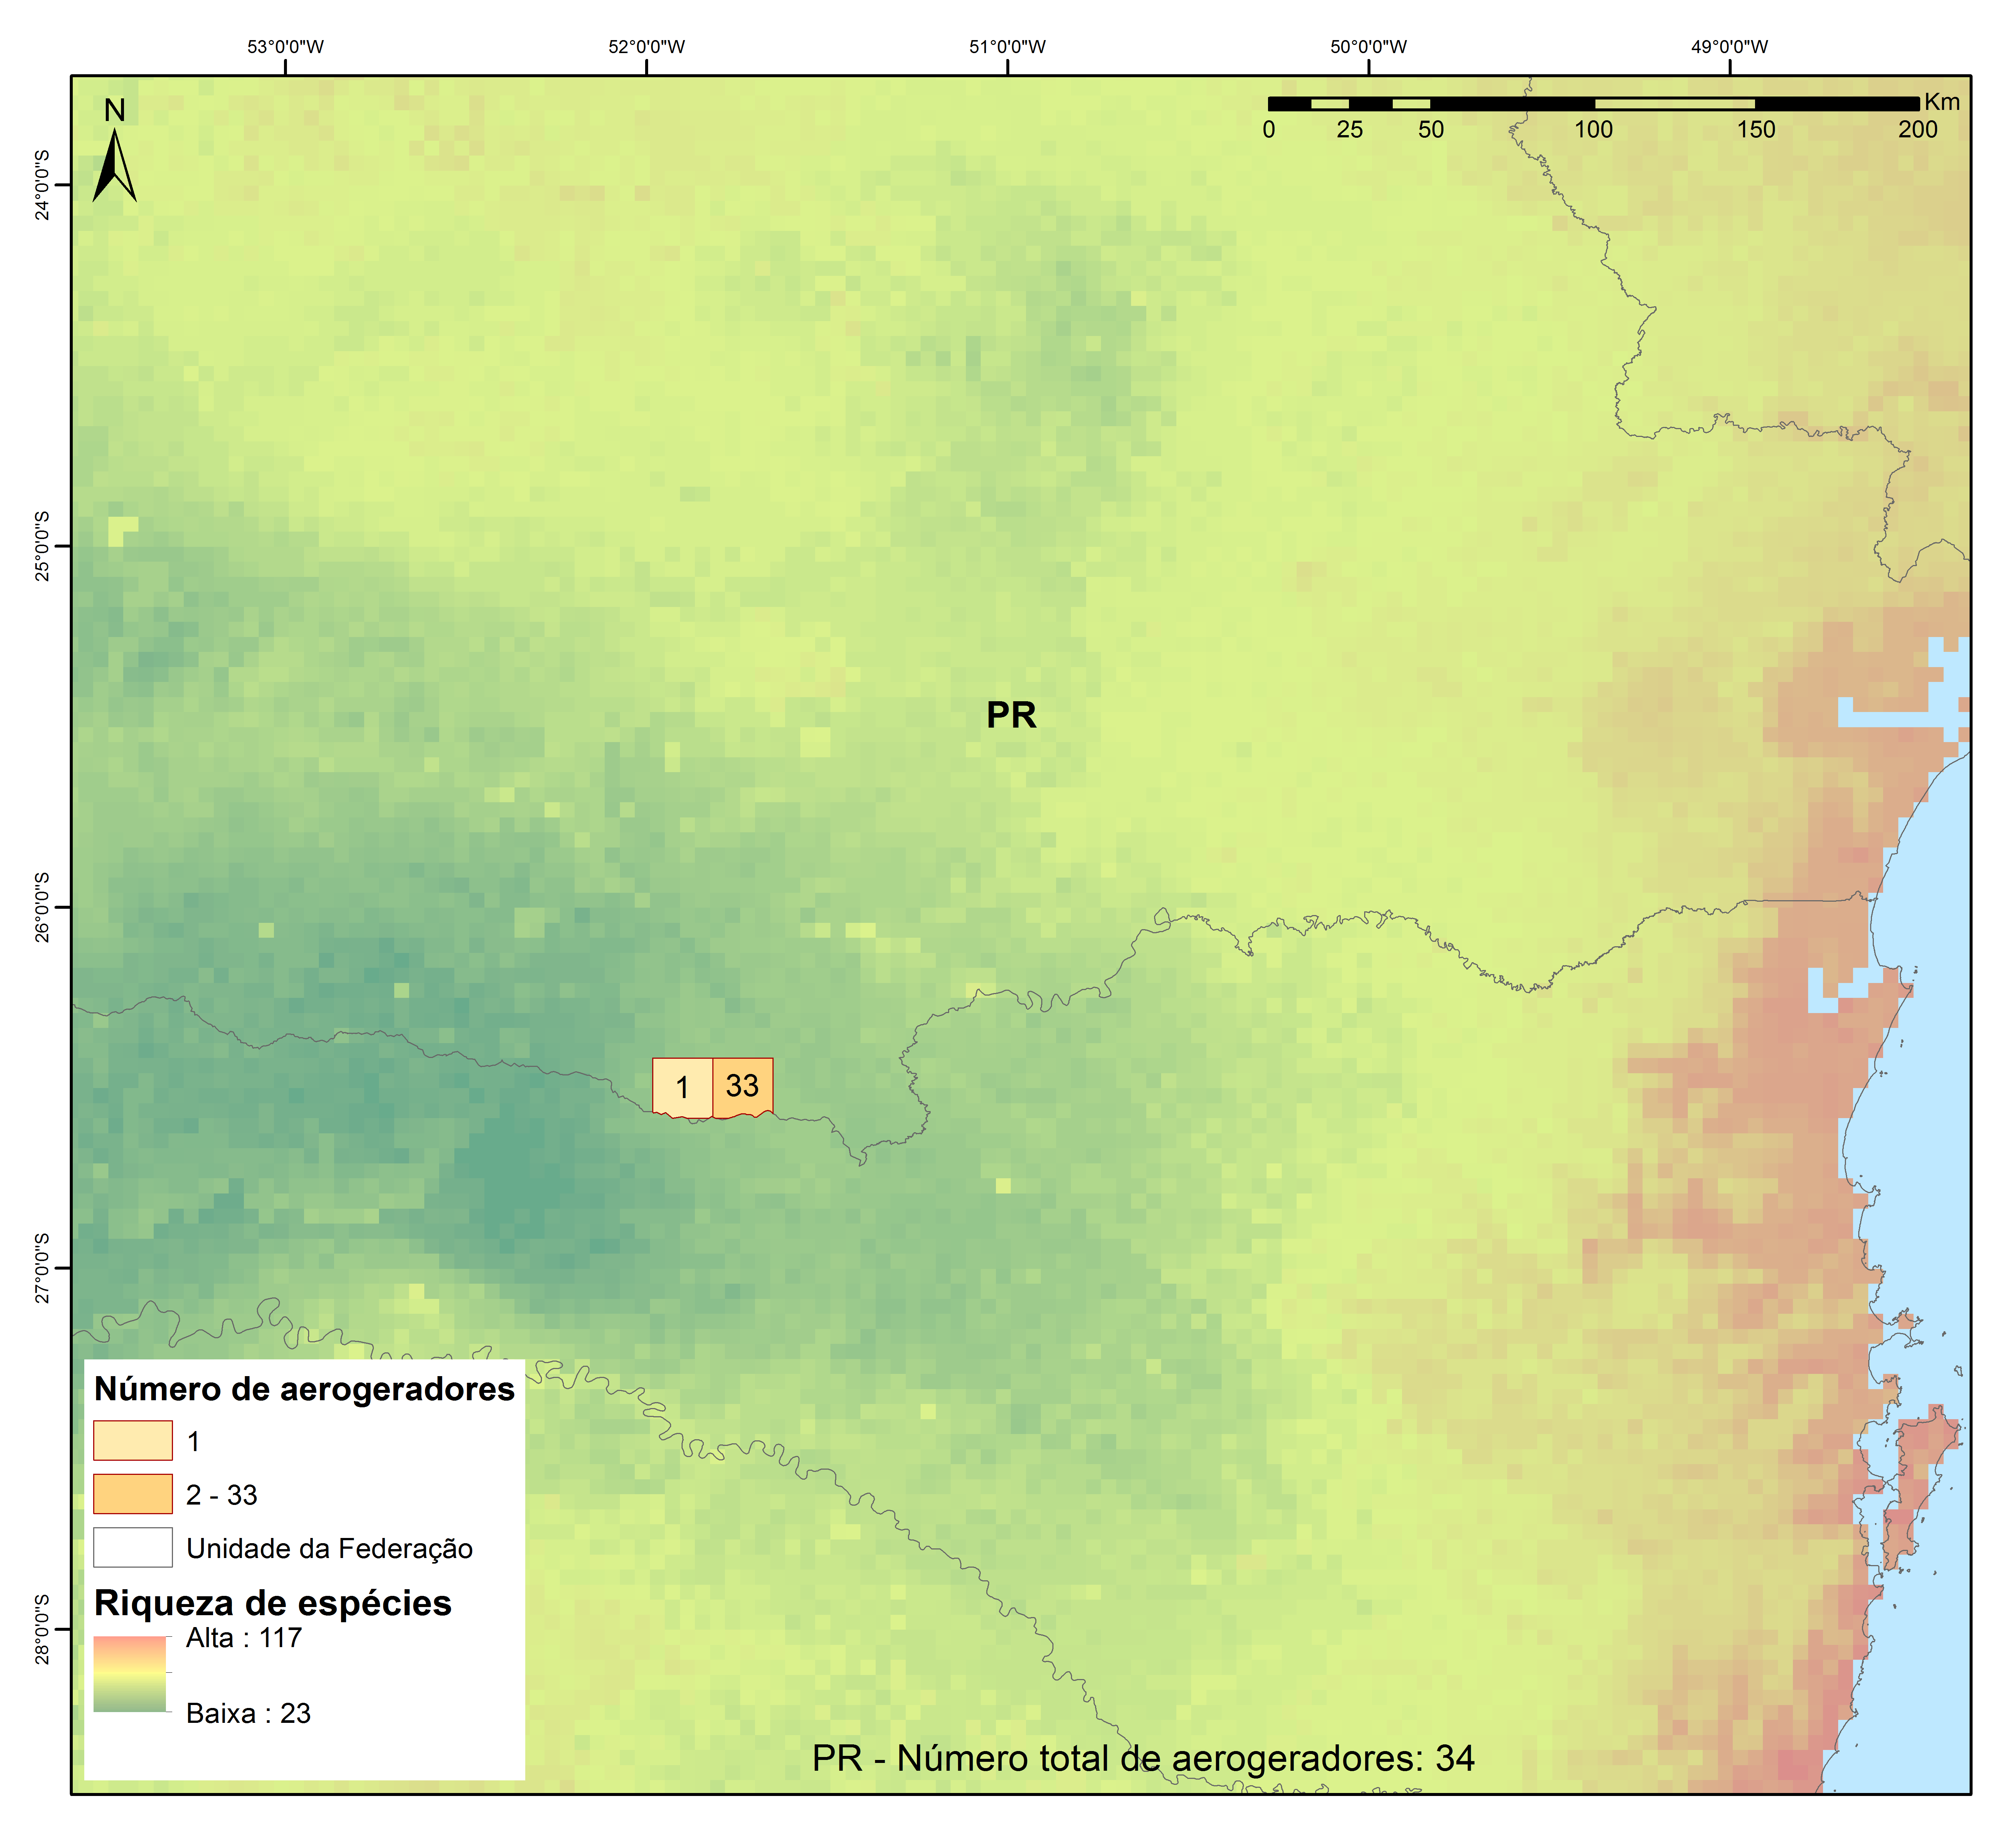 53°0'0"W 52°0'0"W 51°0'0"W 50°0'0"W 49°0'0"W
N
Km
0 25 50 100 150 200
24°0'0"S
25°0'0"S
26°0'0"S
27°0'0"S
28°0'0"S
PR
1 33
Número de aerogeradores
1
2 - 33
Unidade da Federação
Riqueza de espécies
Alta : 117
Baixa : 23
PR - Número total de aerogeradores: 34